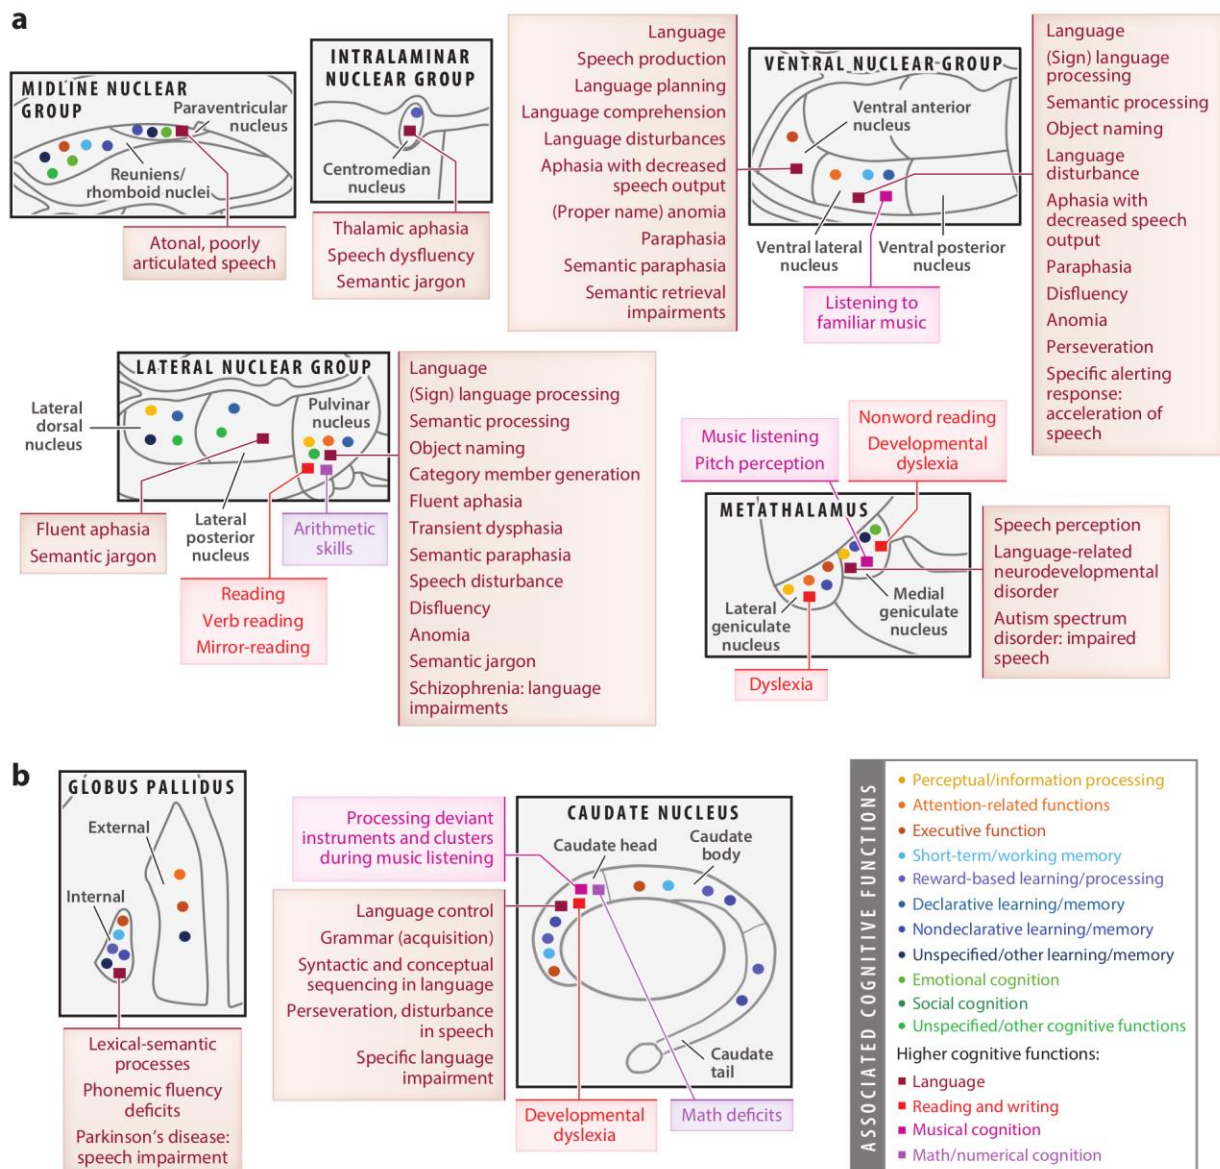 a
MIDLINE NUCLEAR
GROUP
Paraventricular
nucleus
Reuniens/
rhomboid nuclei
Atonal, poorly
articulated speech
INTRALAMINAR
NUCLEAR GROUP
Centromedian
nucleus
Thalamic aphasia
Speech dysfluency
Semantic jargon
Language
Speech production
Language planning
Language comprehension
Language disturbances
Aphasia with decreased
speech output
(Proper name) anomia
Paraphasia
Semantic paraphasia
Semantic retrieval
impairments
VENTRAL NUCLEAR GROUP
Ventral anterior
nucleus
Ventral lateral
nucleus
Ventral posterior
nucleus
Listening to
familiar music
Language
(Sign) language
processing
Semantic processing
Object naming
Language
disturbance
Aphasia with
decreased speech
output
Paraphasia
Disfluency
Anomia
Perseveration
Specific alerting
response:
acceleration of
speech
LATERAL NUCLEAR GROUP
Lateral
dorsal
nucleus
Pulvinar
nucleus
Lateral
posterior
nucleus
Fluent aphasia
Semantic jargon
Arithmetic
skills
Reading
Verb reading
Mirror-reading
Language
(Sign) language processing
Semantic processing
Object naming
Category member generation
Fluent aphasia
Transient dysphasia
Semantic paraphasia
Speech disturbance
Disfluency
Anomia
Semantic jargon
Schizophrenia: language
impairments
Music listening
Pitch perception
Nonword reading
Developmental
dyslexia
METATHALAMUS
Lateral
geniculate
nucleus
Medial
geniculate
nucleus
Dyslexia
Speech perception
Language-related
neurodevelopmental
disorder
Autism spectrum
disorder: impaired
speech
b
GLOBUS PALLIDUS
External
Internal
Lexical-semantic
processes
Phonemic fluency
deficits
Parkinson's disease:
speech impairment
Processing deviant
instruments and clusters
during music listening
Language control
Grammar (acquisition)
Syntactic and conceptual
sequencing in language
Perseveration, disturbance
in speech
Specific language
impairment
CAUDATE NUCLEUS
Caudate head
Caudate
body
Caudate
tail
Developmental
dyslexia
Math deficits
ASSOCIATED COGNITIVE FUNCTIONS
Perceptual/information processing
Attention-related functions
Executive function
Short-term/working memory
Reward-based learning/processing
Declarative learning/memory
Nondeclarative learning/memory
Unspecified/other learning/memory
Emotional cognition
Social cognition
Unspecified/other cognitive functions
Higher cognitive functions:
Language
Reading and writing
Musical cognition
Math/numerical cognition